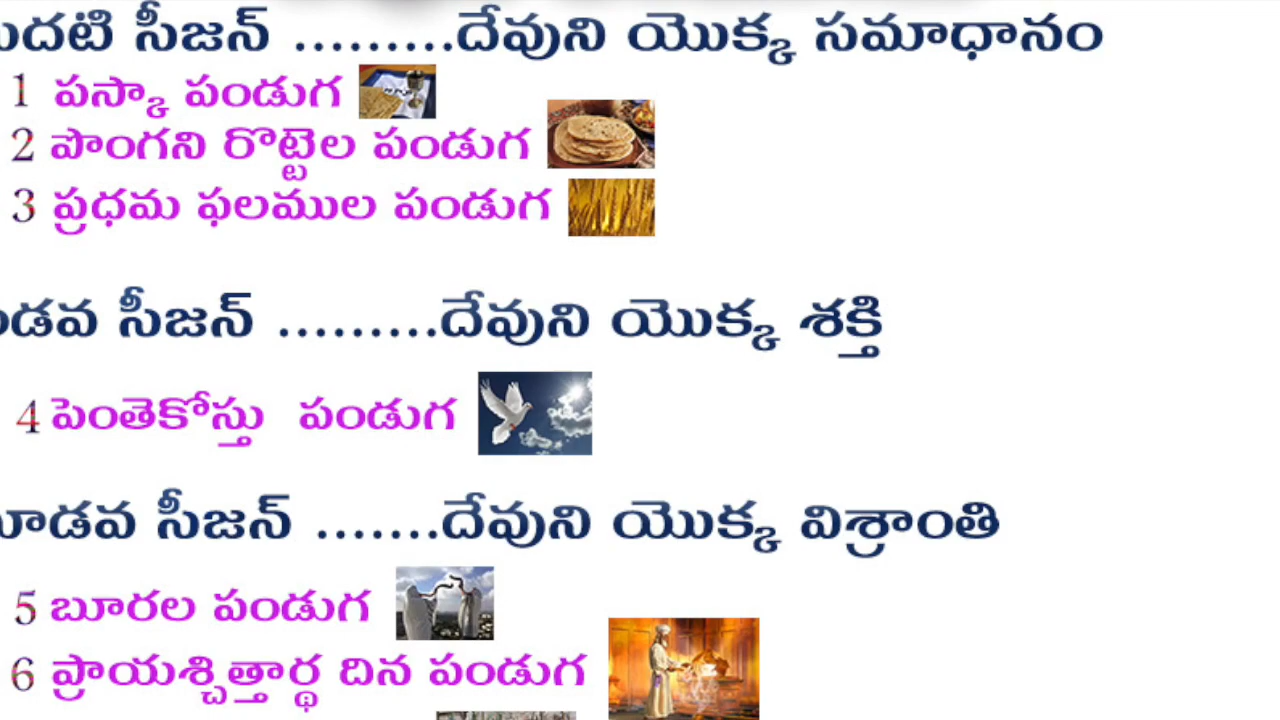 సీజన్ .........దేవుని యొక్క సమాధానం
1 పస్కా పండుగ
2 పొంగని రొట్టెల పండుగ
3 ప్రధమ ఫలముల పండుగ
సీజన్ .........దేవుని యొక్క శక్తి
4 పెంతెకోస్తు పండుగ
సీజన్ .......దేవుని యొక్క విశ్రాంతి
5 బూరల పండుగ
6 ప్రాయశ్చిత్తార్థ దిన పండుగ